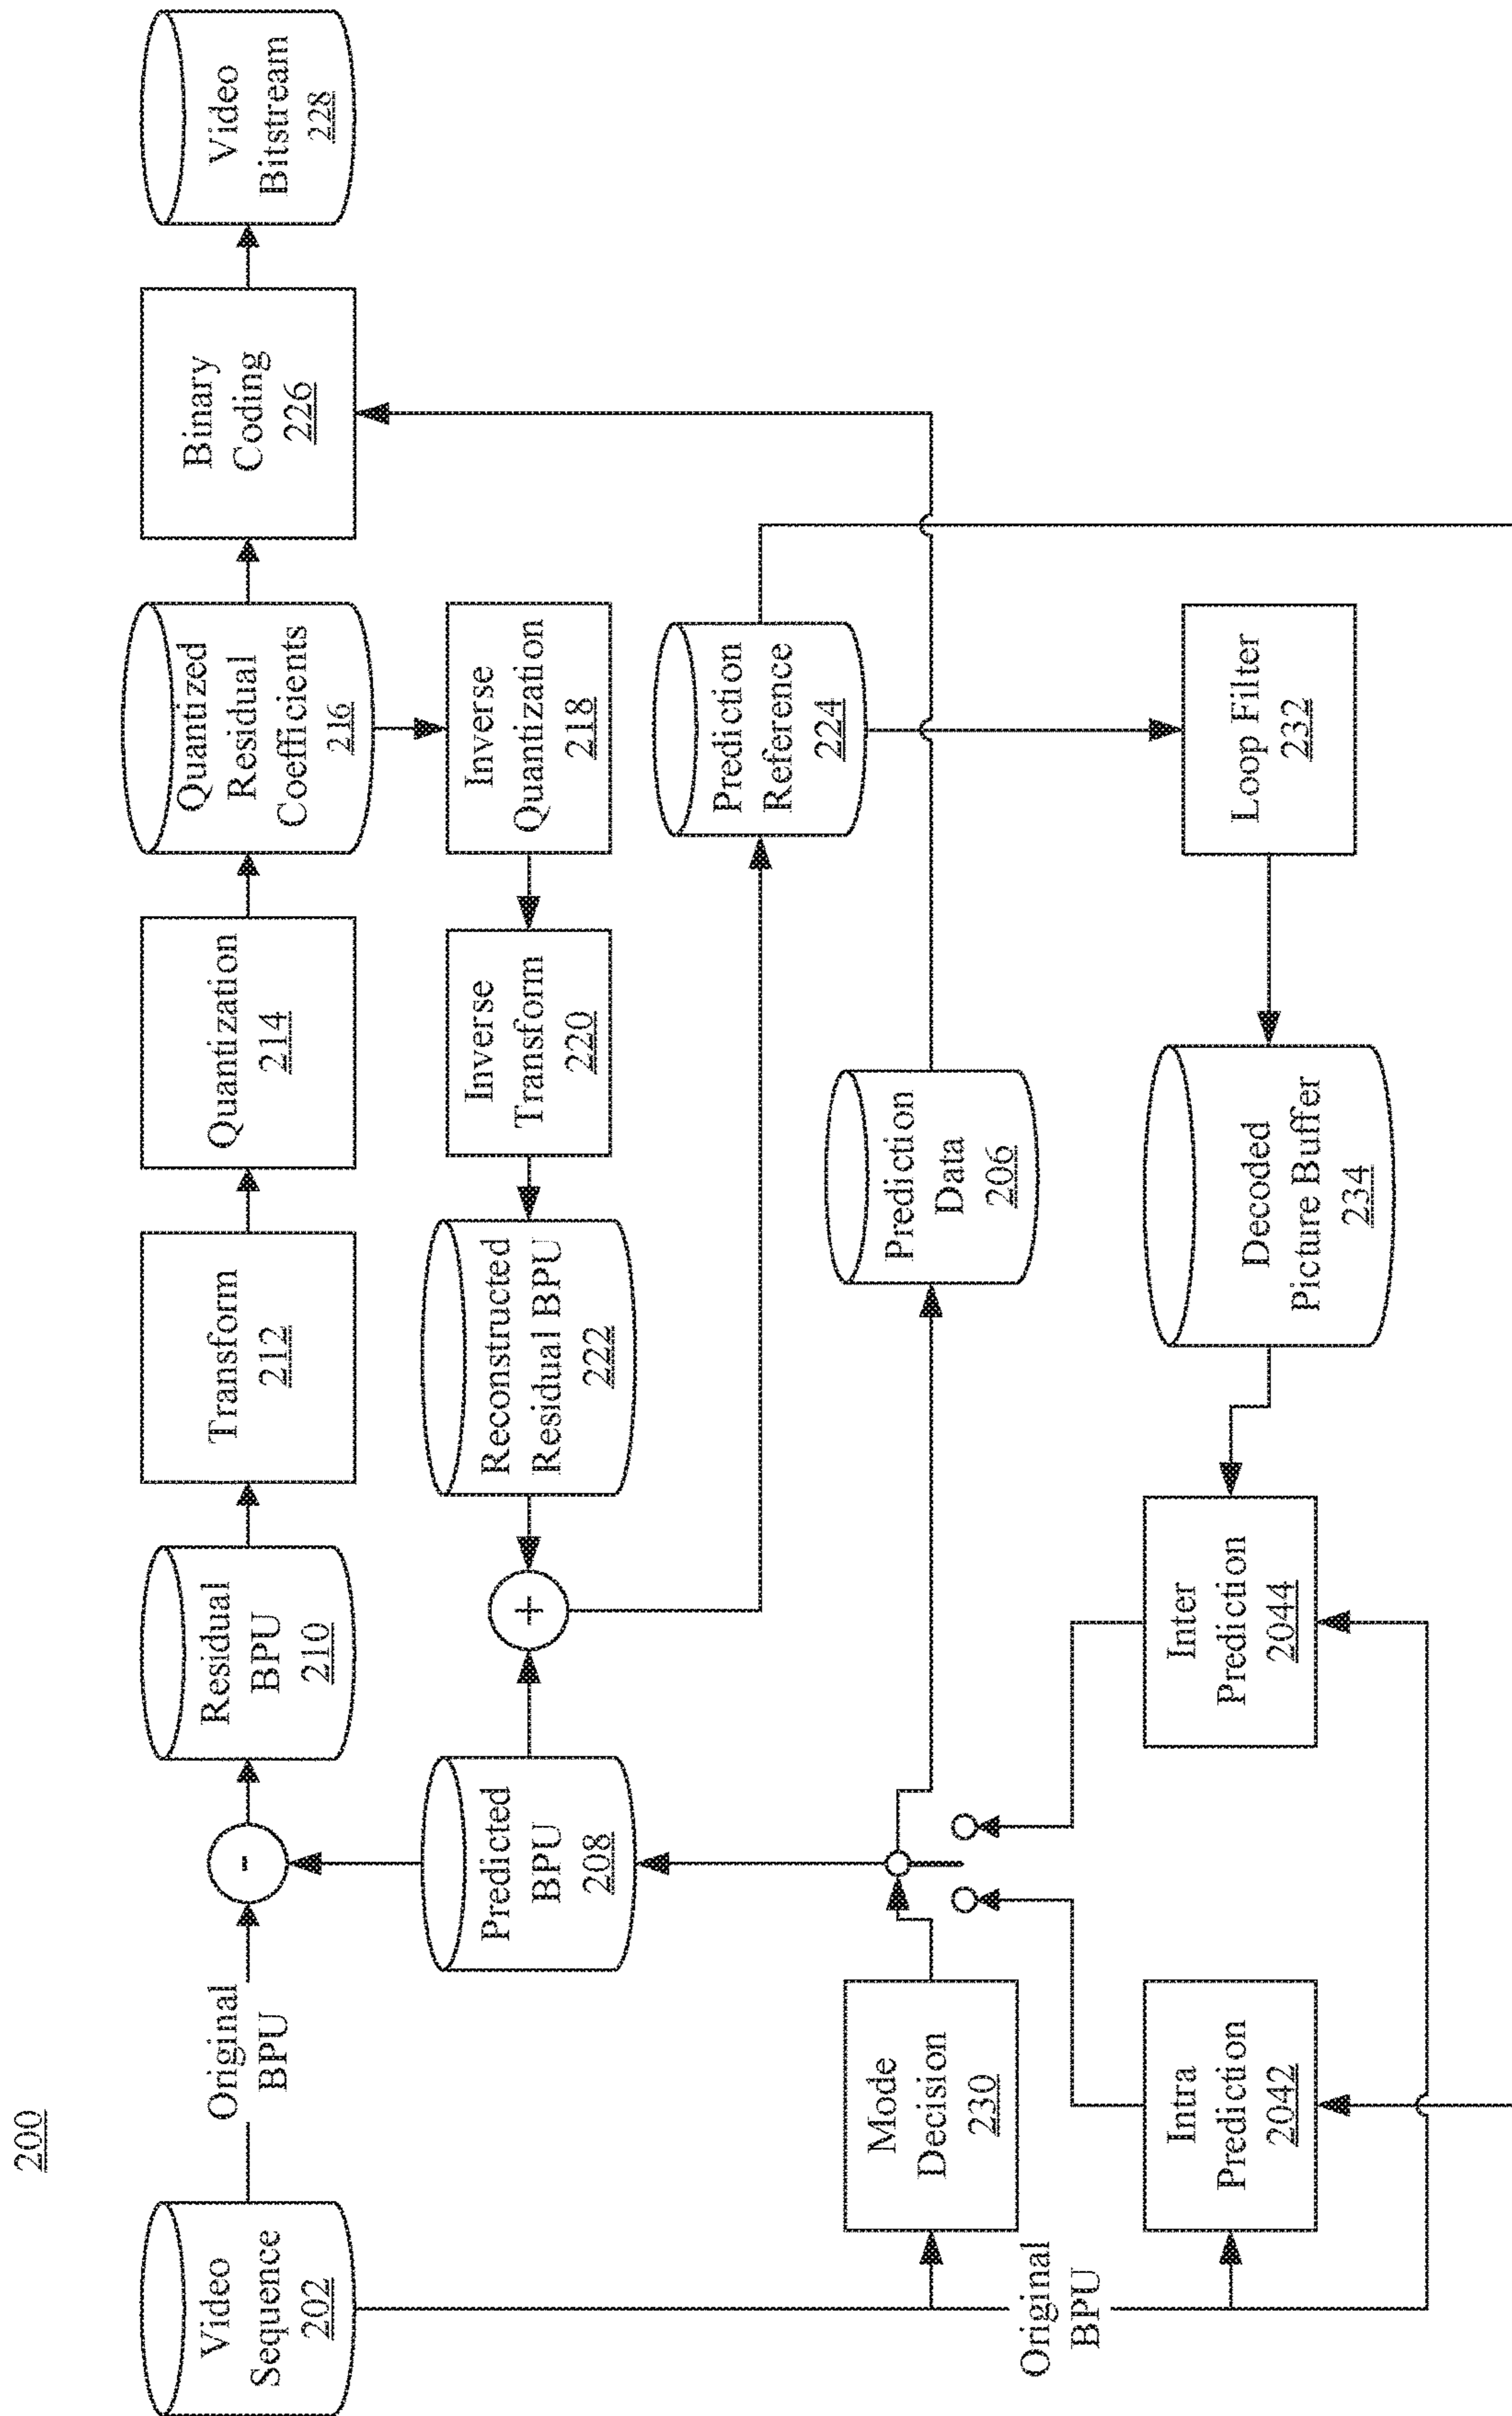 200
Video
Sequence
202
Original
BPU
-
Residual
BPU
210
Transform
212
Quantization
214
Quantized
Residual
Coefficients
216
Binary
Coding
226
Video
Bitstream
228
Predicted
BPU
208
+
Reconstructed
Residual BPU
222
Inverse
Transform
220
Inverse
Quantization
218
Prediction
Reference
224
Mode
Decision
230
Prediction
Data
206
Original
BPU
Intra
Prediction
2042
Inter
Prediction
2044
Decoded
Picture Buffer
234
Loop Filter
232